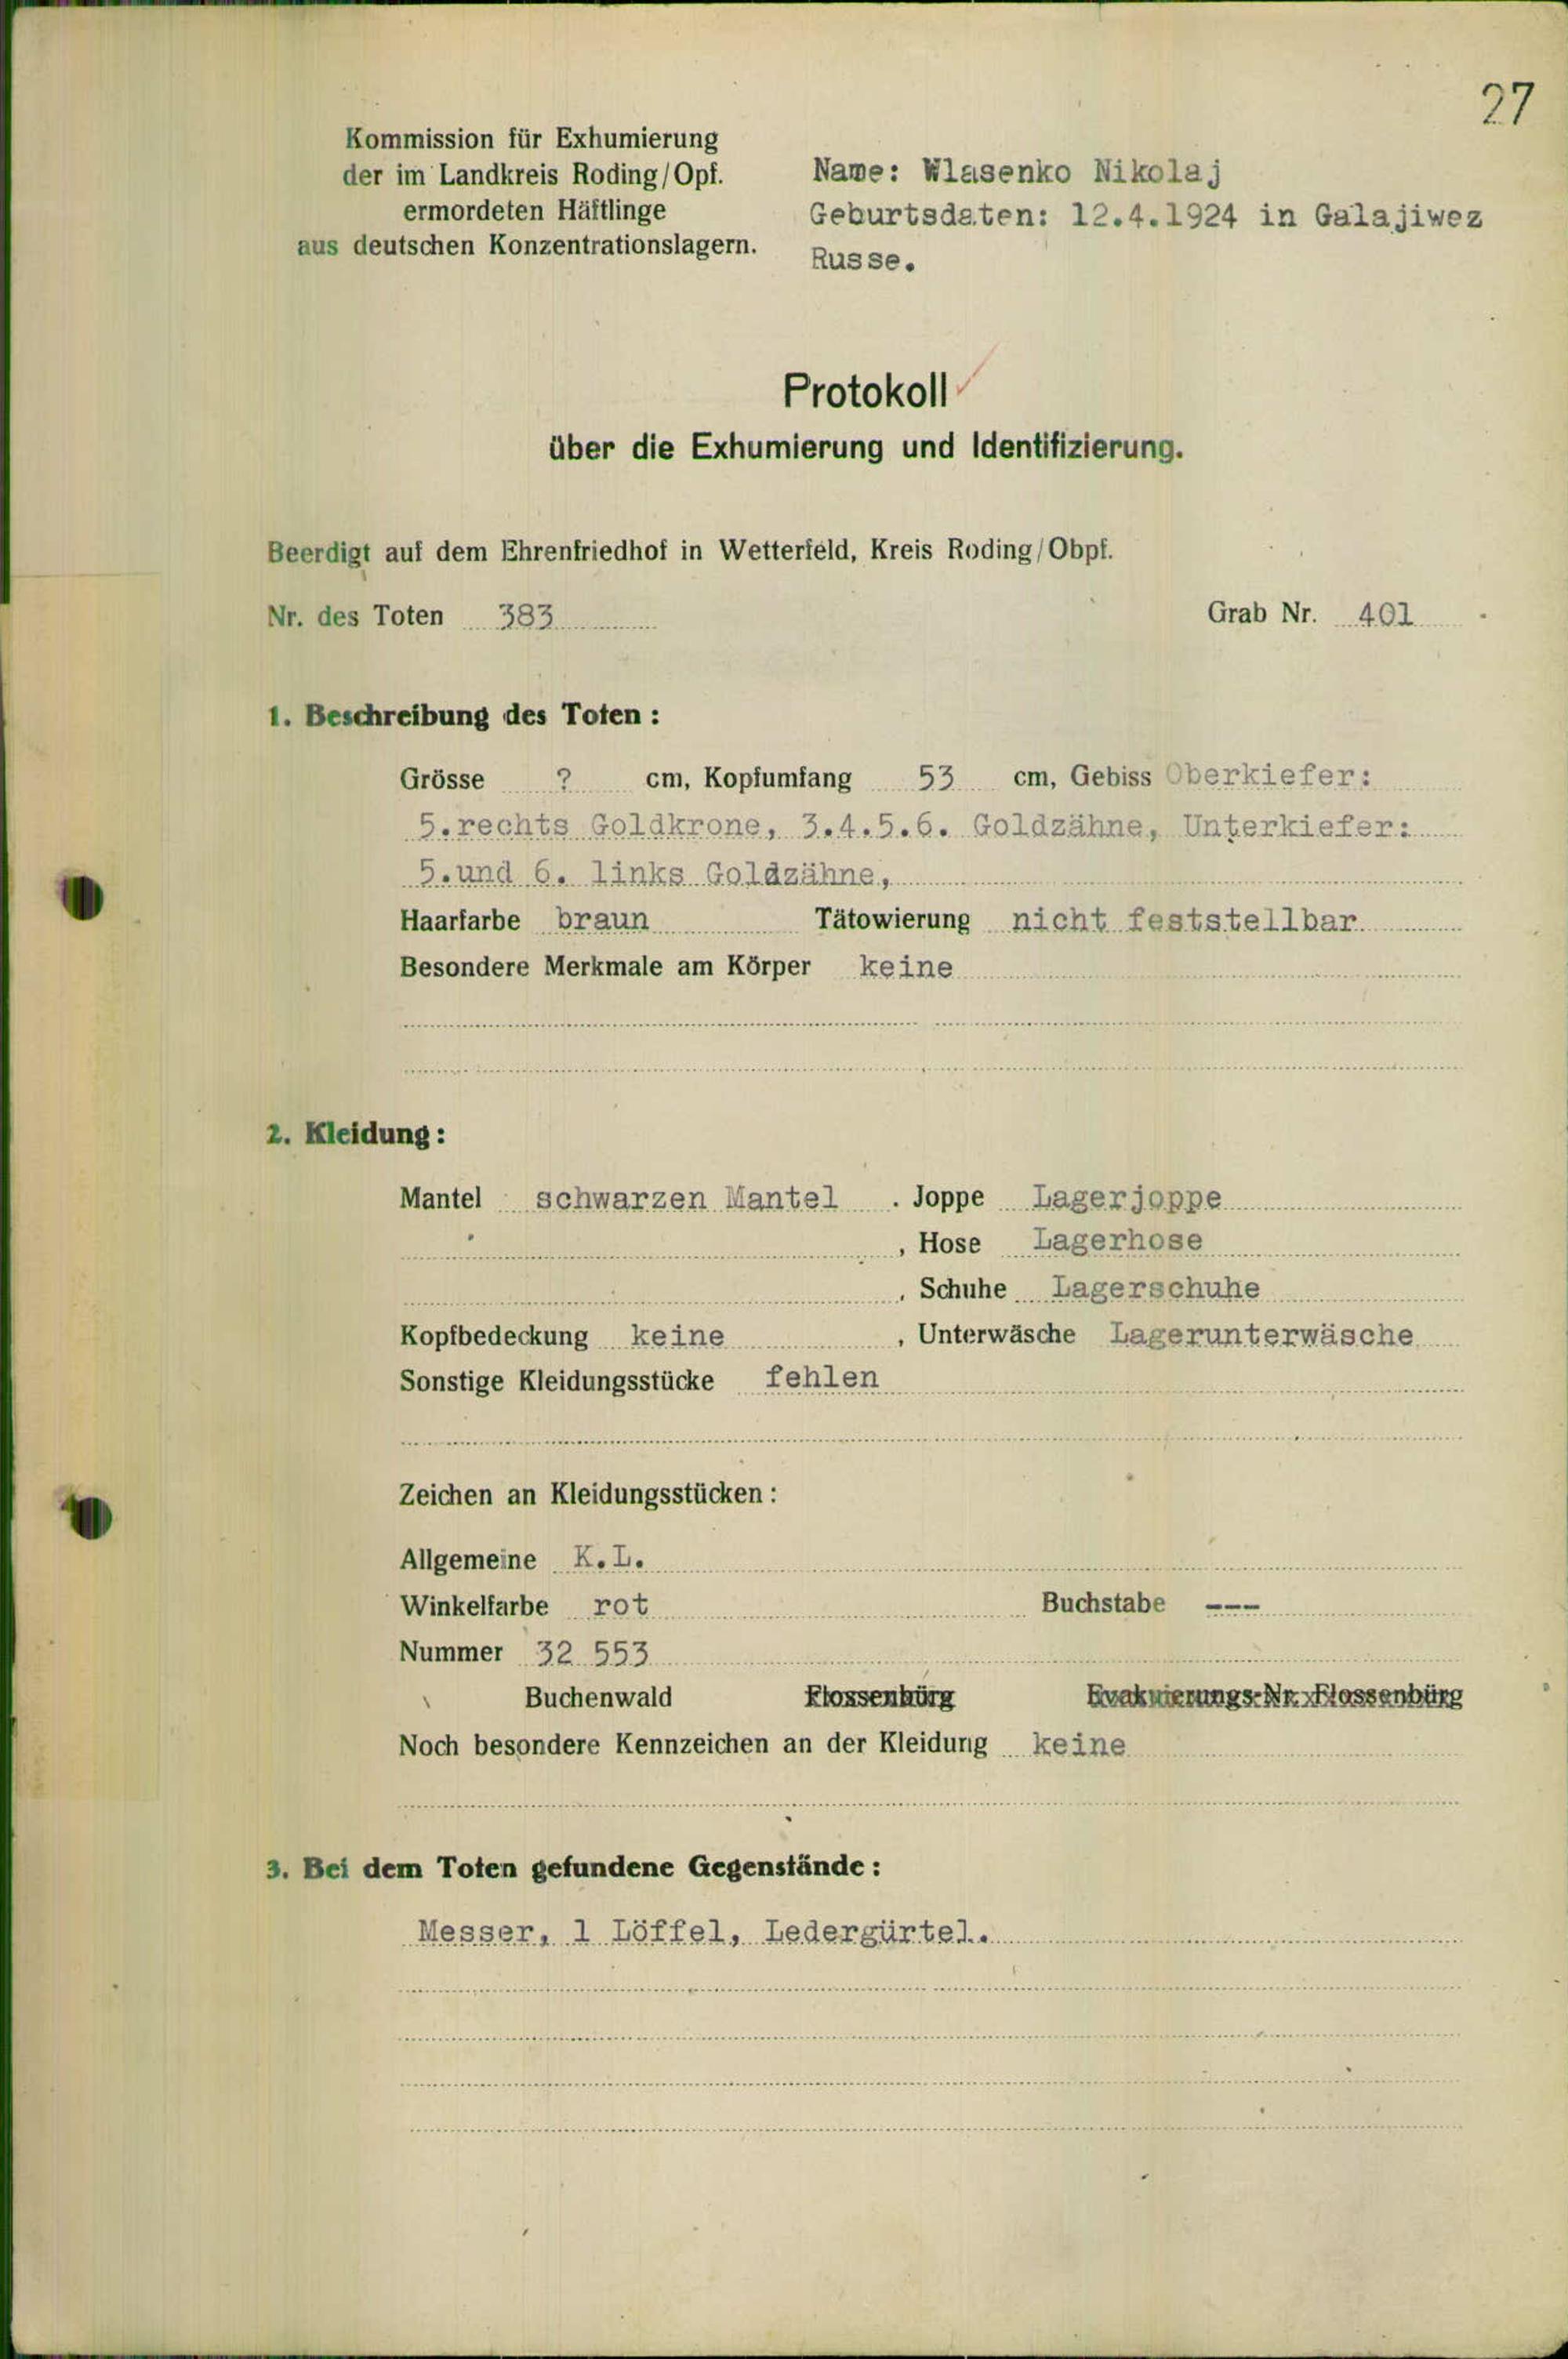 27
Kommission für Exhumierung
der im Landkreis Roding/Opf.
ermordeten Häftlinge
aus deutschen Konzentrationslagern.
Name: Wlasenko Nikolaj
Geburtsdaten: 12.4.1924 in Galajiwez
Russe.
Protokoll
über die Exhumierung und Identifizierung.
Beerdigt auf dem Ehrenfriedhof in Wetterfeld, Kreis Roding/Obpf.
Nr. des Toten 383 Grab Nr. 401
1. Beschreibung des Toten:
Grösse ? cm, Kopfumfang 53 cm, Gebiss Oberkiefer:
5.rechts Goldkrone, 3.4.5.6. Goldzähne, Unterkiefer:
5.und 6. links Goldzähne,
Haarfarbe braun Tätowierung nicht feststellbar
Besondere Merkmale am Körper keine
2. Kleidung:
Mantel schwarzen Mantel . Joppe Lagerjoppe
, Hose Lagerhose
, Schuhe Lagerschuhe
Kopfbedeckung keine , Unterwäsche Lagerunterwäsche
Sonstige Kleidungsstücke fehlen
Zeichen an Kleidungsstücken:
Allgemeine K.L.
Winkelfarbe rot Buchstabe ---
Nummer 32 553
Buchenwald Flossenbürg Evakuierungs-Nr. Flossenbürg
Noch besondere Kennzeichen an der Kleidung keine
3. Bei dem Toten gefundene Gegenstände:
Messer, 1 Löffel, Ledergürtel.